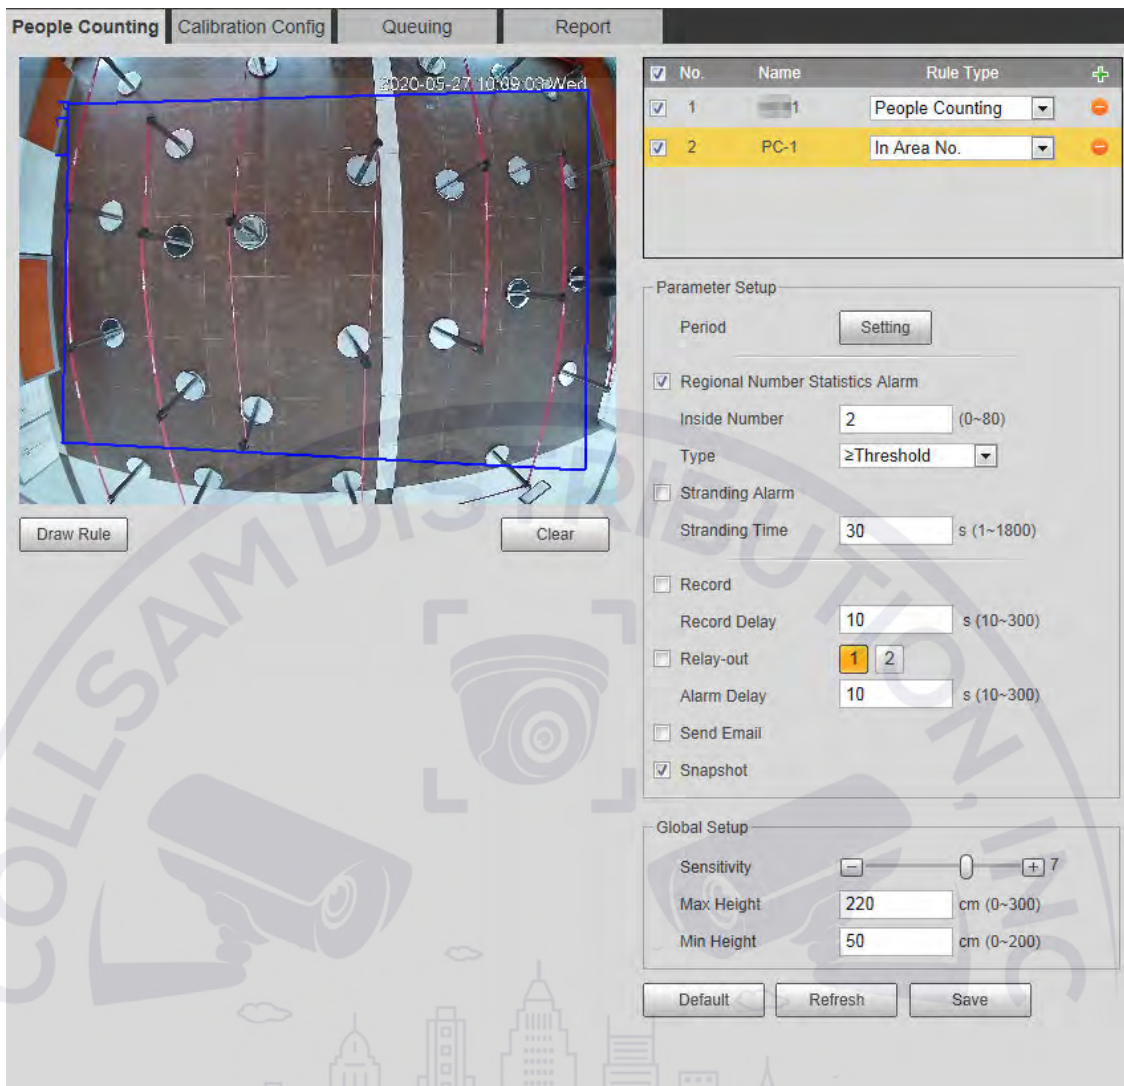 People Counting Calibration Config Queuing Report
2020-05-27 10:09:03 Wed
No. Name Rule Type
1 1 People Counting
2 PC-1 In Area No.
Parameter Setup
Period Setting
Regional Number Statistics Alarm
Inside Number 2 (0~80)
Type ≥Threshold
Stranding Alarm
Draw Rule Clear
Stranding Time 30 s (1~1800)
Record
Record Delay 10 s (10~300)
Relay-out 1 2
Alarm Delay 10 s (10~300)
Send Email
Snapshot
Global Setup
Sensitivity 7
Max Height 220 cm (0~300)
Min Height 50 cm (0~200)
Default Refresh Save
COLLSAM DISTRIBUTION, INC